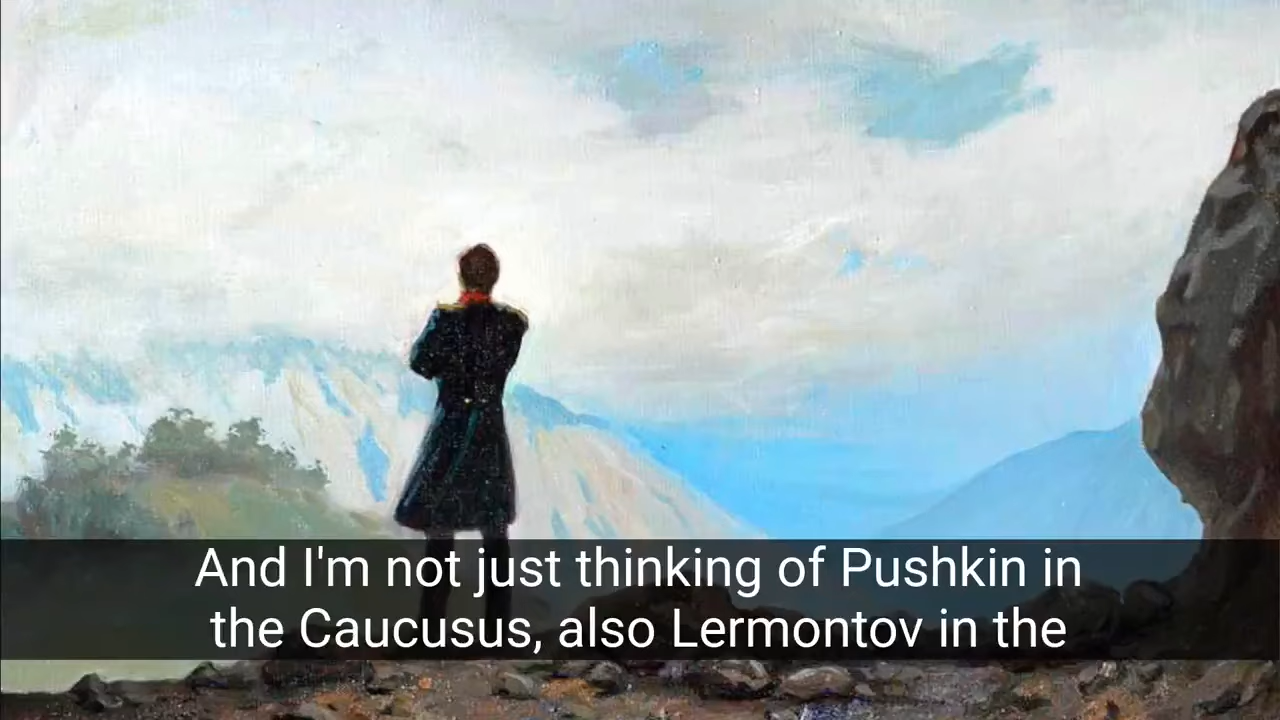 And I'm not just thinking of Pushkin in
the Caucusus, also Lermontov in the